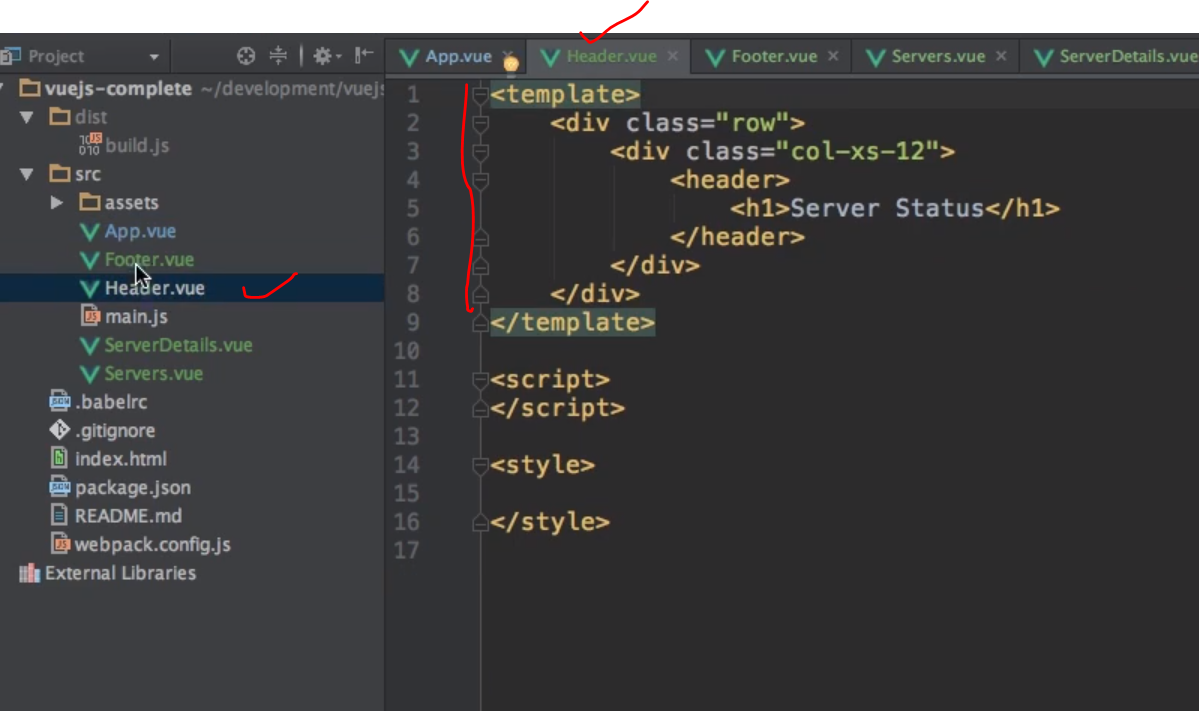 Project
App.vue
Header.vue
Footer.vue
Servers.vue
ServerDetails.vue
vuejs-complete ~/development/vuejs
dist
build.js
src
assets
App.vue
Footer.vue
Header.vue
main.js
ServerDetails.vue
Servers.vue
.babelrc
.gitignore
index.html
package.json
README.md
webpack.config.js
External Libraries
1 <template>
2 <div class="row">
3 <div class="col-xs-12">
4 <header>
5 <h1>Server Status</h1>
6 </header>
7 </div>
8 </div>
9 </template>
10
11 <script>
12 </script>
13
14 <style>
15
16 </style>
17